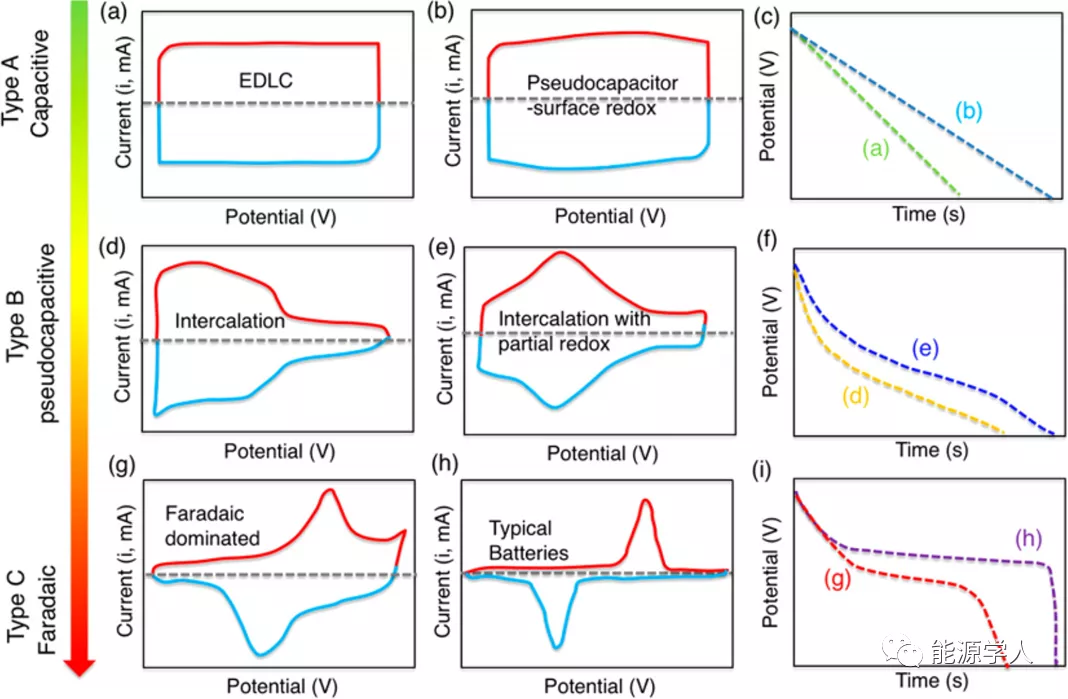 Type A
Capacitive
(a)
Current (i, mA)
EDLC
Potential (V)
(b)
Current (i, mA)
Pseudocapacitor
-surface redox
Potential (V)
(c)
Potential (V)
(a)
(b)
Time (s)
Type B
pseudocapacitive
(d)
Current (i, mA)
Intercalation
Potential (V)
(e)
Current (i, mA)
Intercalation with
partial redox
Potential (V)
(f)
Potential (V)
(e)
(d)
Time (s)
Type C
Faradaic
(g)
Current (i, mA)
Faradaic
dominated
Potential (V)
(h)
Current (i, mA)
Typical
Batteries
Potential (V)
(i)
Potential (V)
(h)
(g)
能源学人
Time (s)